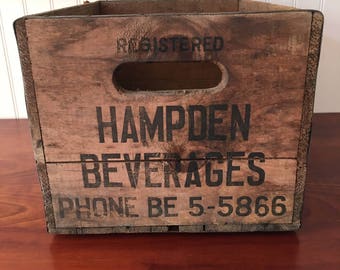 REGISTERED
HAMPDEN
BEVERAGES
PHONE BE 5-5866